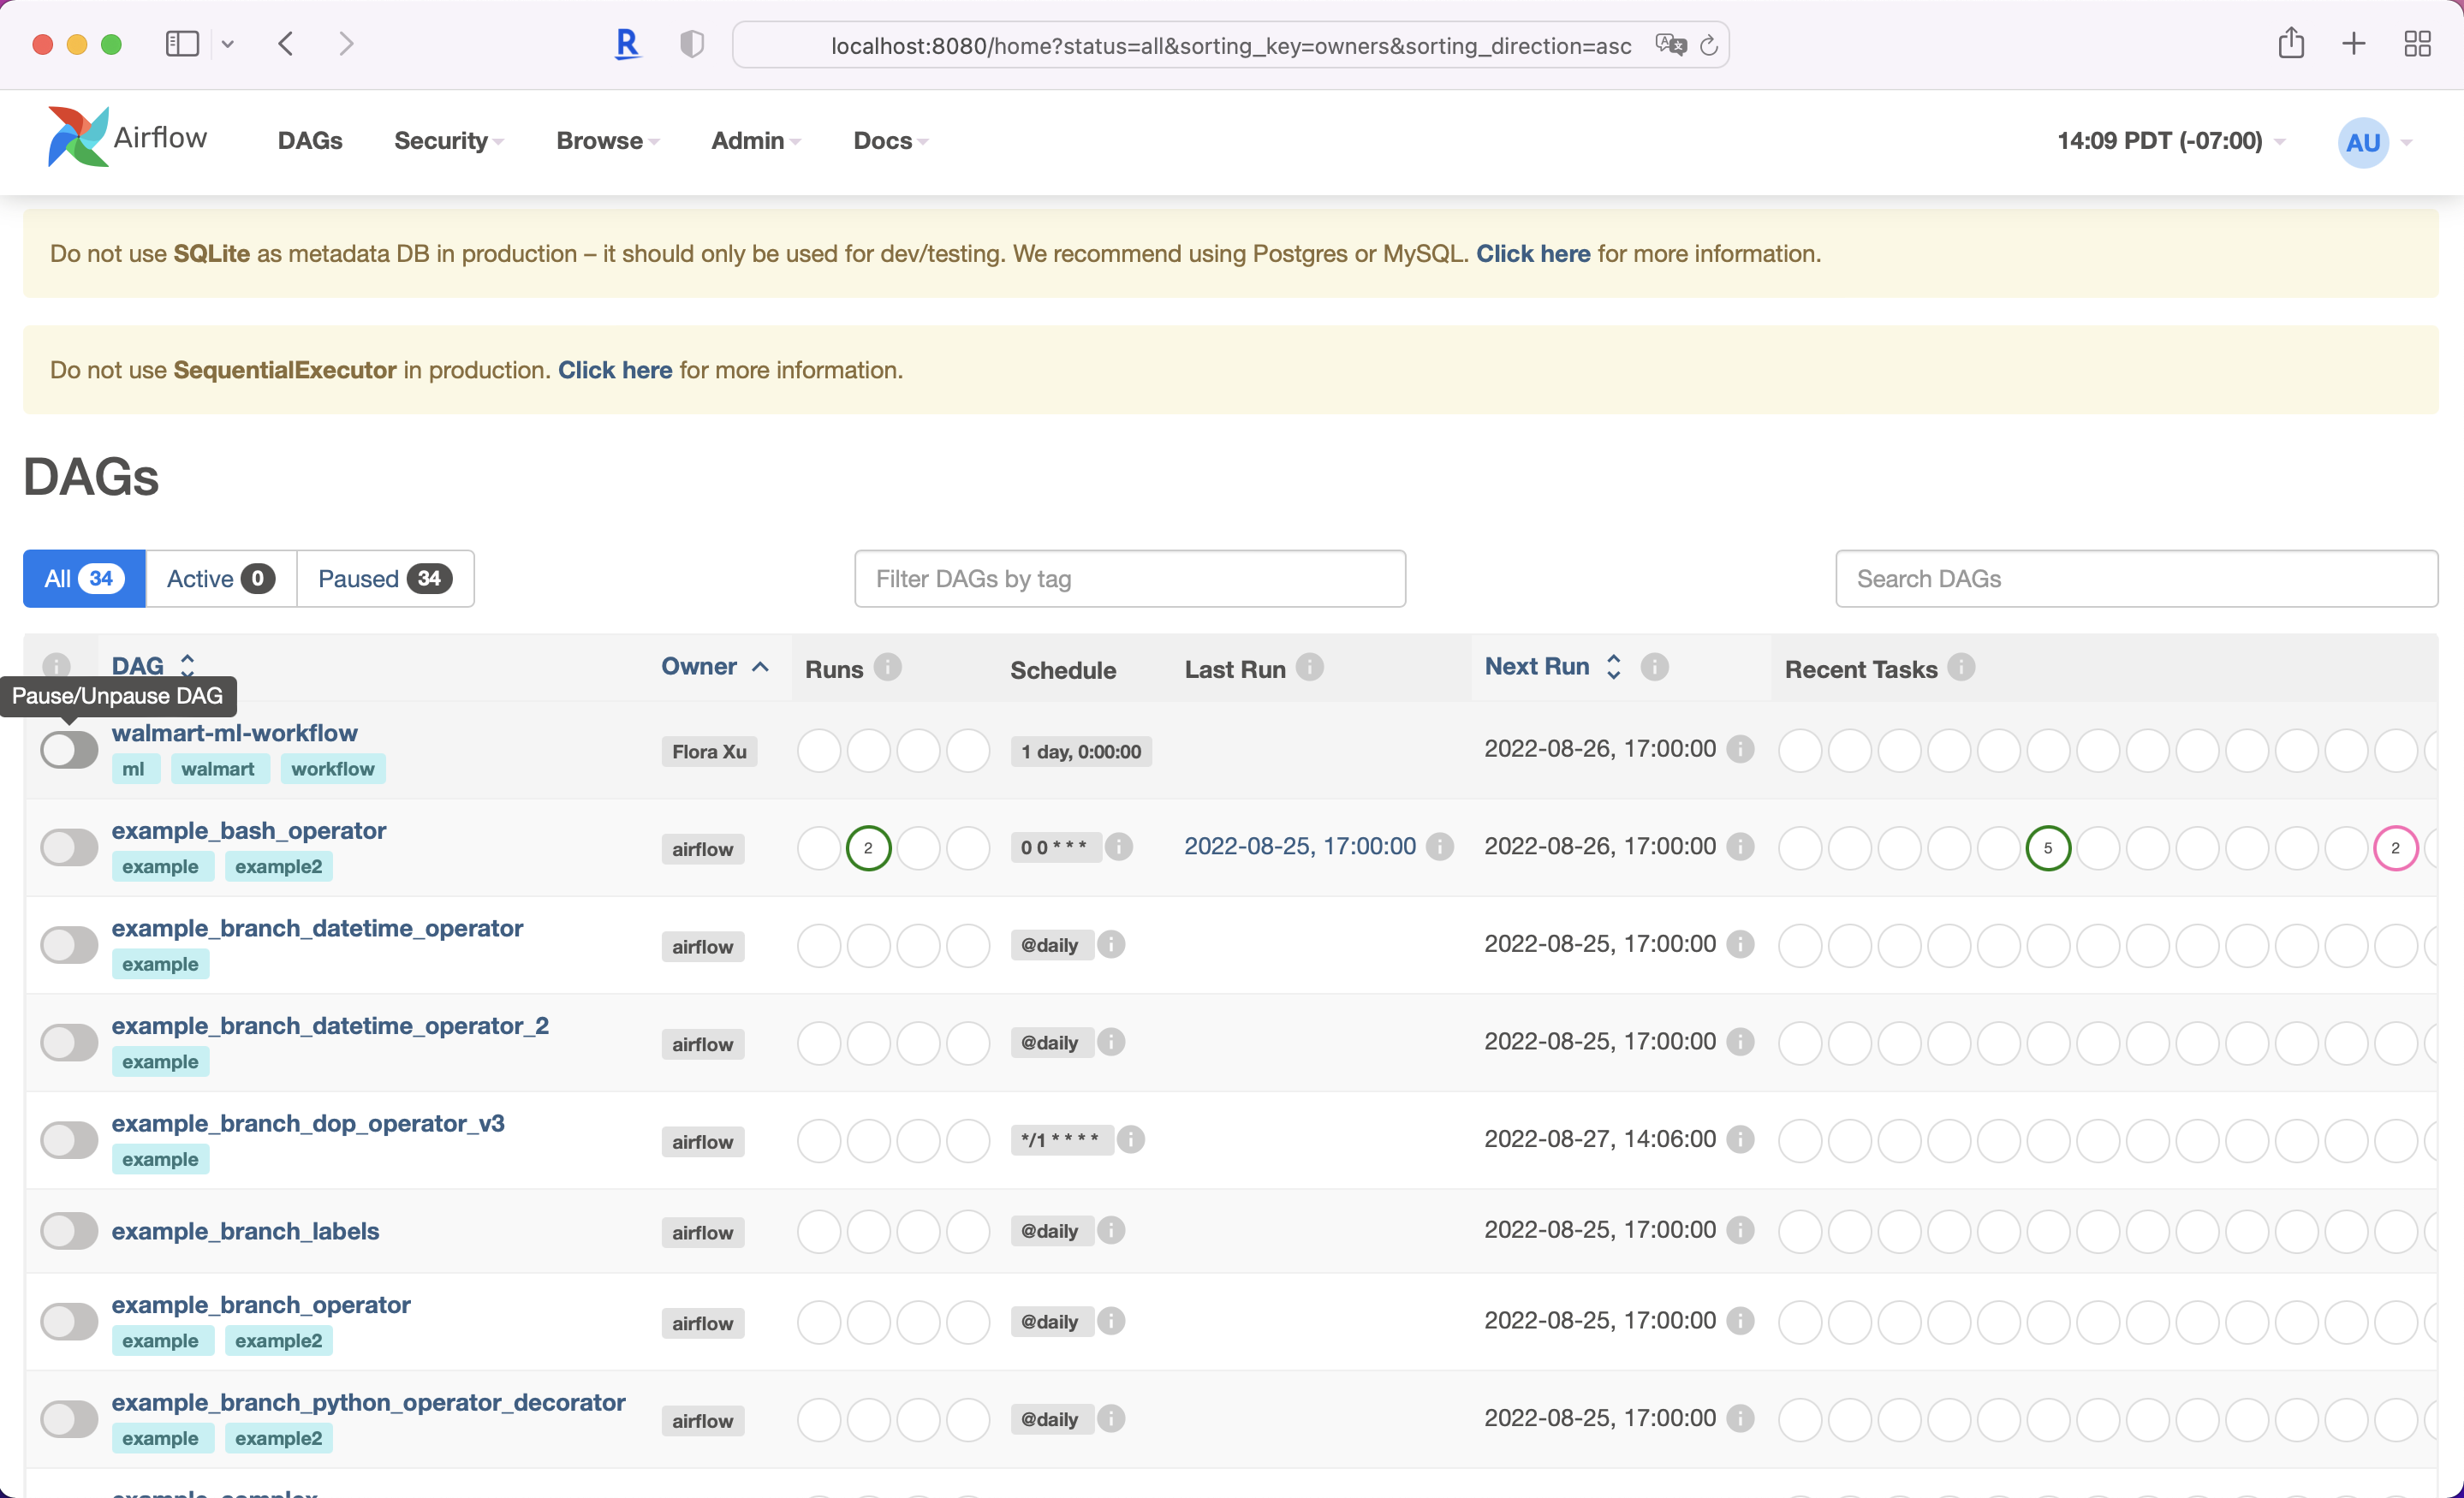 localhost:8080/home?status=all&sorting_key=owners&sorting_direction=asc
Airflow DAGs Security Browse Admin Docs 14:09 PDT (-07:00) AU
Do not use SQLite as metadata DB in production – it should only be used for dev/testing. We recommend using Postgres or MySQL. Click here for more information.
Do not use SequentialExecutor in production. Click here for more information.
DAGs
All 34 Active 0 Paused 34 Filter DAGs by tag Search DAGs
DAG Owner Runs Schedule Last Run Next Run Recent Tasks
Pause/Unpause DAG
walmart-ml-workflow Flora Xu 1 day, 0:00:00 2022-08-26, 17:00:00
ml walmart workflow
example_bash_operator airflow 2 0 0 * * * 2022-08-25, 17:00:00 2022-08-26, 17:00:00 5 2
example example2
example_branch_datetime_operator airflow @daily 2022-08-25, 17:00:00
example
example_branch_datetime_operator_2 airflow @daily 2022-08-25, 17:00:00
example
example_branch_dop_operator_v3 airflow */1 * * * * 2022-08-27, 14:06:00
example
example_branch_labels airflow @daily 2022-08-25, 17:00:00
example_branch_operator airflow @daily 2022-08-25, 17:00:00
example example2
example_branch_python_operator_decorator airflow @daily 2022-08-25, 17:00:00
example example2